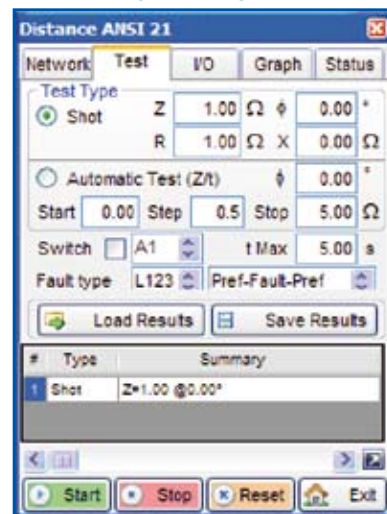 Distance ANSI 21
Network Test I/O Graph Status
Test Type
Shot Z 1.00 Ω ϕ 0.00 °
R 1.00 Ω X 0.00 Ω
Automatic Test (Z/t) ϕ 0.00 °
Start 0.00 Step 0.5 Stop 5.00 Ω
Switch A1 t Max 5.00 s
Fault type L123 Pref-Fault-Pref
Load Results Save Results
# Type Summary
1 Shot Z=1.00 @0.00°
Start Stop Reset Exit